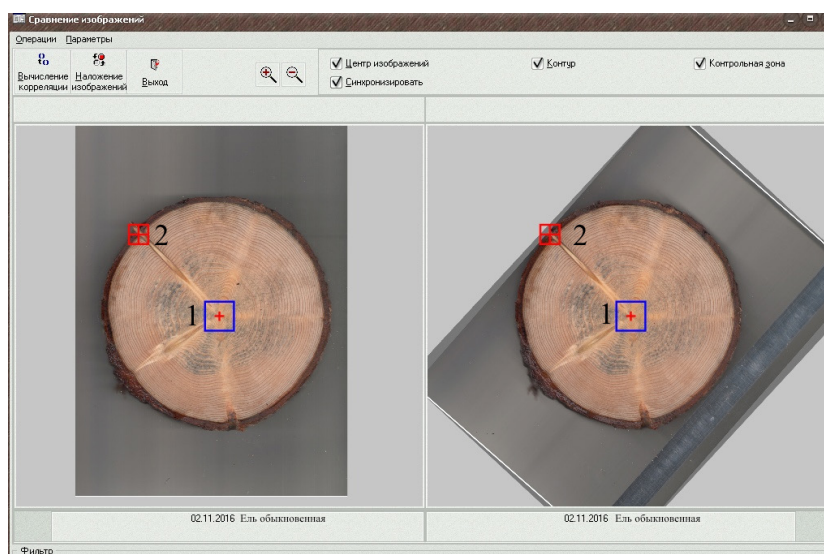 Сравнение изображений
Операции Параметры
Вычисление корреляции
Наложение изображений
Выход
Центр изображений
Контур
Контрольная зона
Синхронизировать
2
1
2
1
02.11.2016 Ель обыкновенная
02.11.2016 Ель обыкновенная
Фильтр